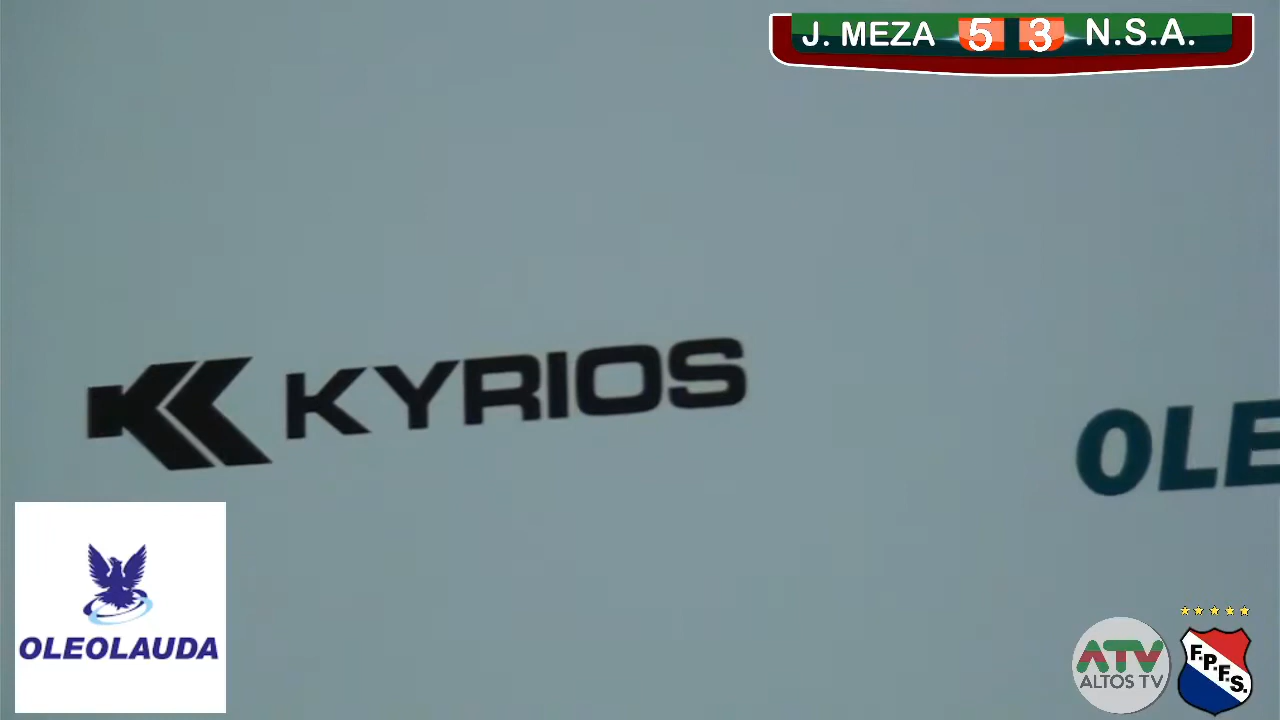 J. MEZA 5 3 N.S.A.
KYRIOS
OLE
OLEOLAUDA
ATV
ALTOS TV
F.P.F.S.